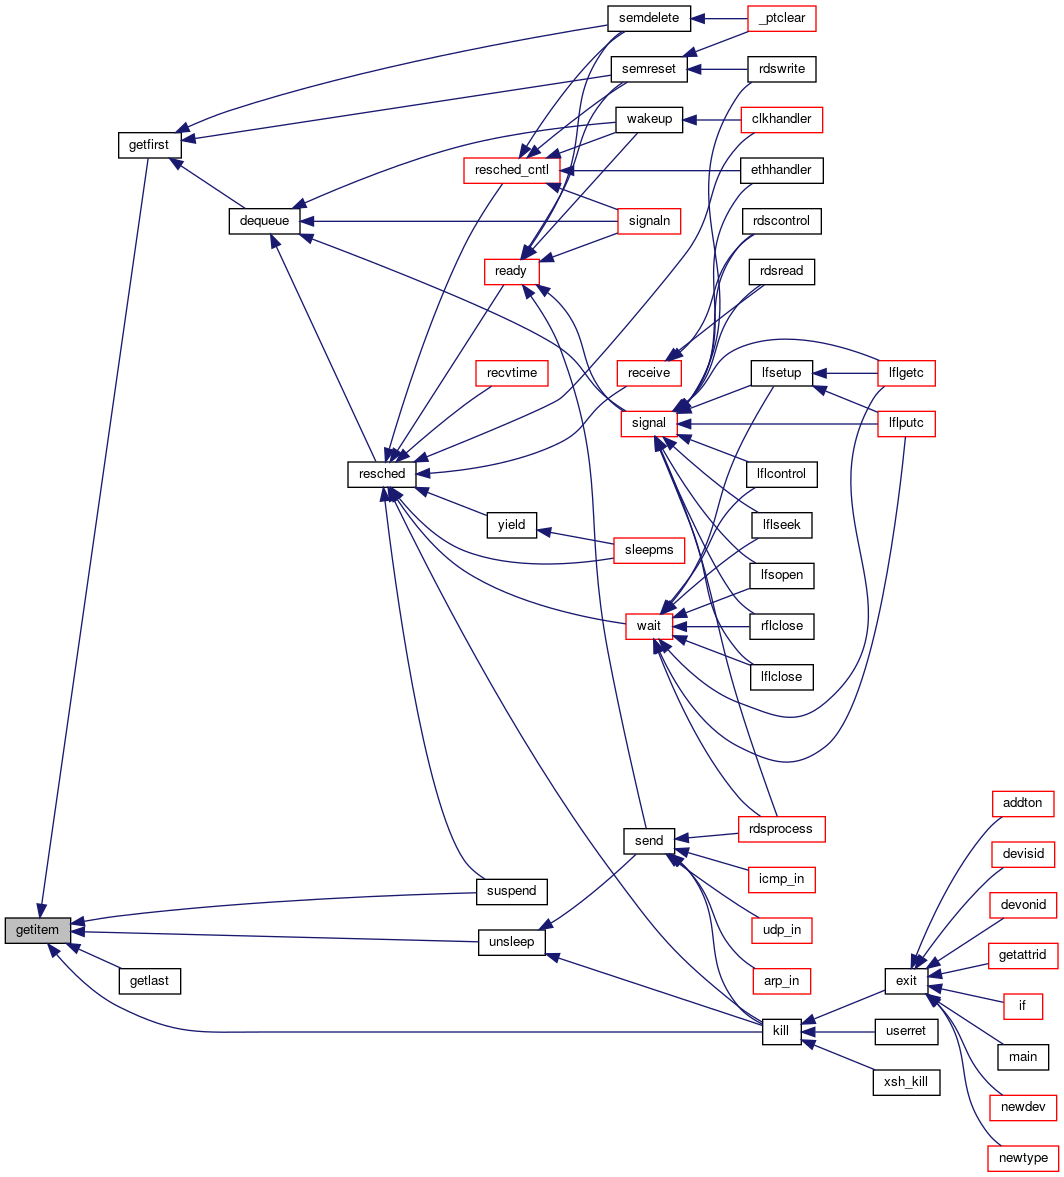 semdelete
_ptclear
semreset
rdswrite
wakeup
clkhandler
getfirst
resched_cntl
ethhandler
dequeue
signaln
rdscontrol
ready
rdsread
recvtime
receive
lfsetup
lflgetc
signal
lflputc
resched
lflcontrol
yield
lflseek
sleepms
lfsopen
wait
rflclose
lflclose
addton
rdsprocess
send
devisid
icmp_in
suspend
devonid
getitem
udp_in
unsleep
getattrid
getlast
arp_in
exit
if
kill
userret
main
xsh_kill
newdev
newtype